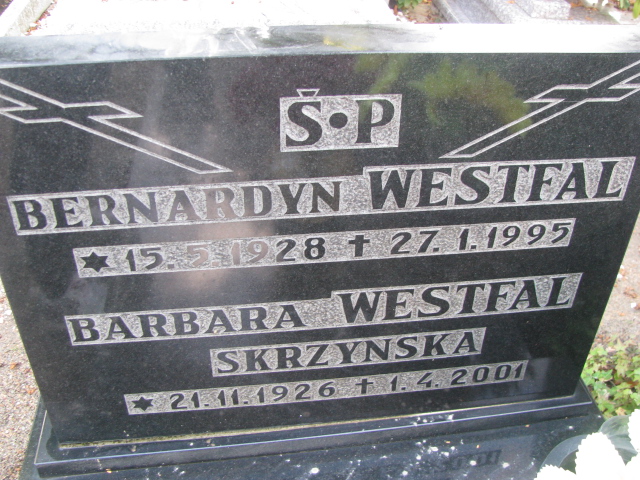 Ś•P
BERNARDYN WESTFAL
✶ 15.5.1928 ✝ 27.1.1995
BARBARA WESTFAL
SKRZYNSKA
✶ 21.11.1926 ✝ 1.4.2001